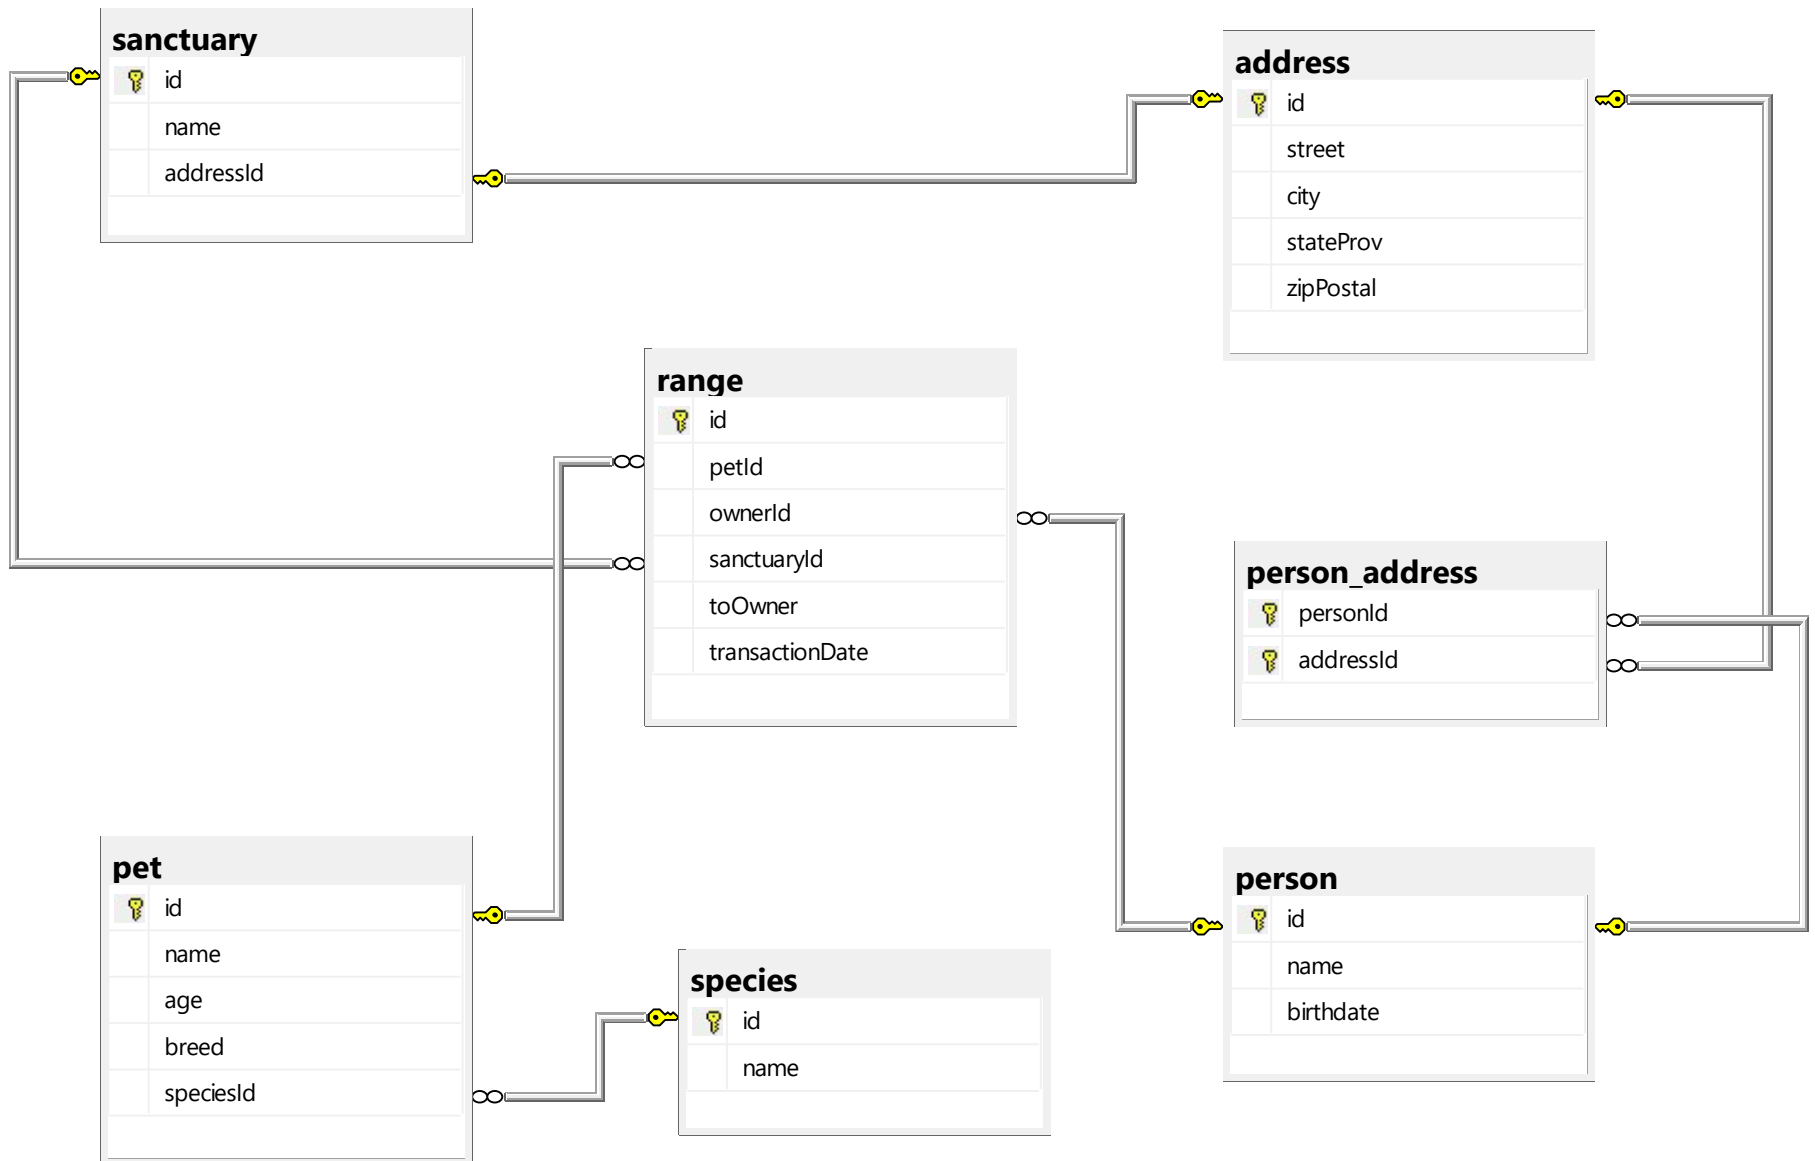 sanctuary
id
name
addressId
address
id
street
city
stateProv
zipPostal
range
id
petId
ownerId
sanctuaryId
toOwner
transactionDate
person_address
personId
addressId
pet
id
name
age
breed
speciesId
species
id
name
person
id
name
birthdate